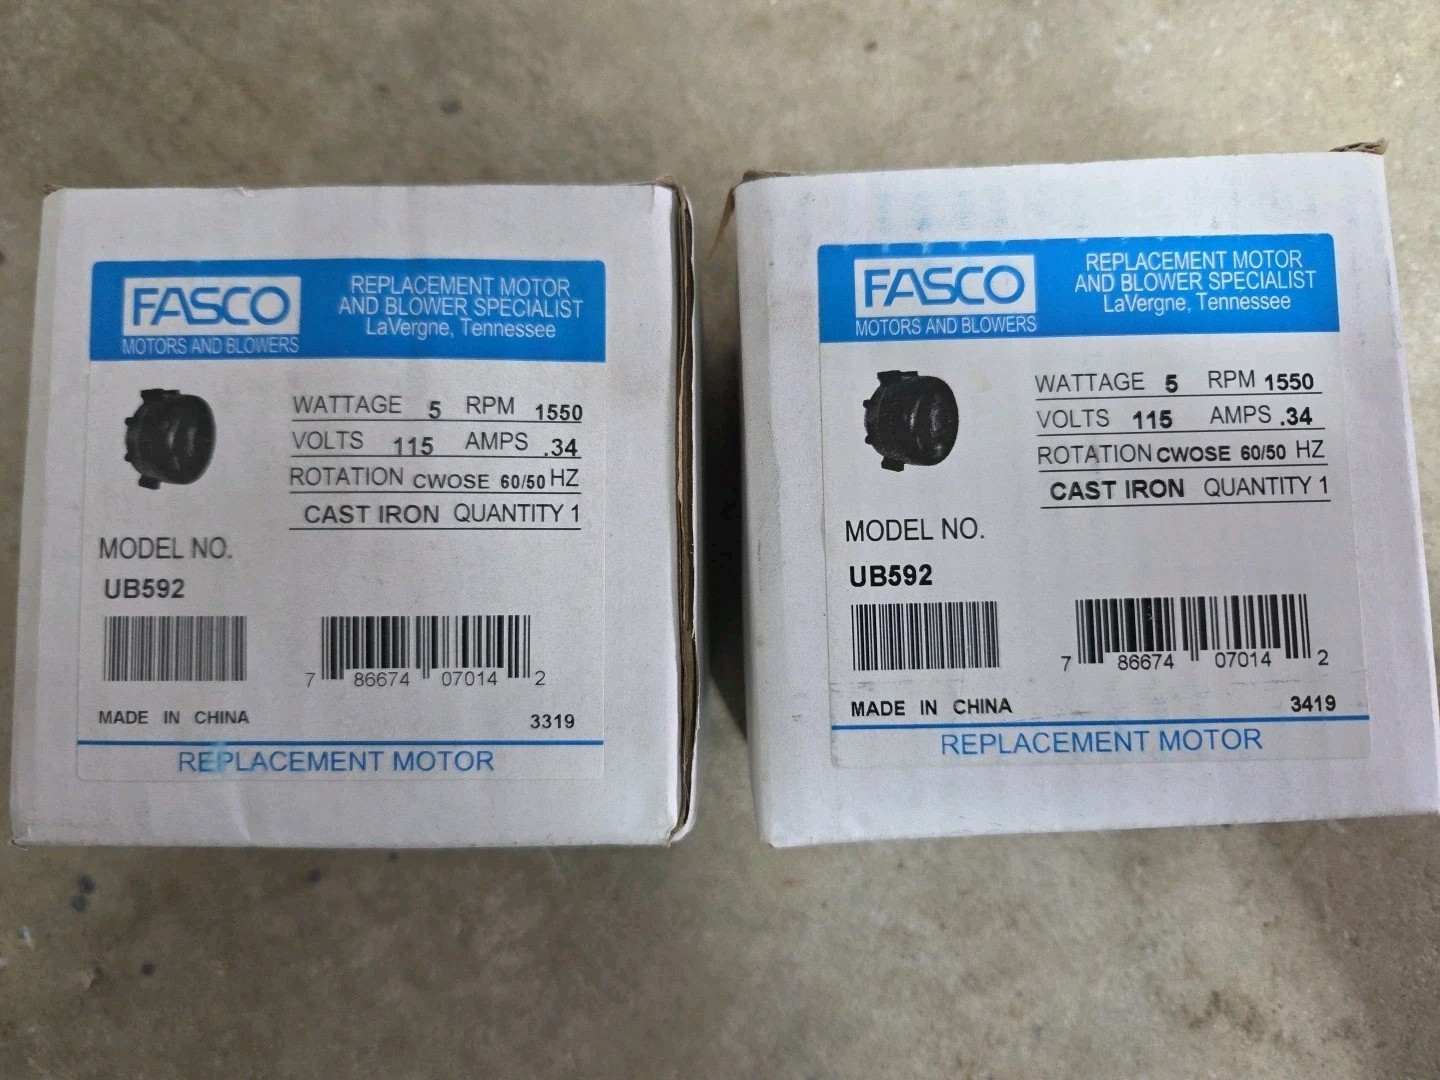 FASCO
MOTORS AND BLOWERS
REPLACEMENT MOTOR
AND BLOWER SPECIALIST
LaVergne, Tennessee
WATTAGE 5 RPM 1550
VOLTS 115 AMPS .34
ROTATION CWOSE 60/50 HZ
CAST IRON QUANTITY 1
MODEL NO.
UB592
7 86674 07014 2
MADE IN CHINA 3319
REPLACEMENT MOTOR
FASCO
MOTORS AND BLOWERS
REPLACEMENT MOTOR
AND BLOWER SPECIALIST
LaVergne, Tennessee
WATTAGE 5 RPM 1550
VOLTS 115 AMPS .34
ROTATION CWOSE 60/50 HZ
CAST IRON QUANTITY 1
MODEL NO.
UB592
7 86674 07014 2
MADE IN CHINA 3419
REPLACEMENT MOTOR